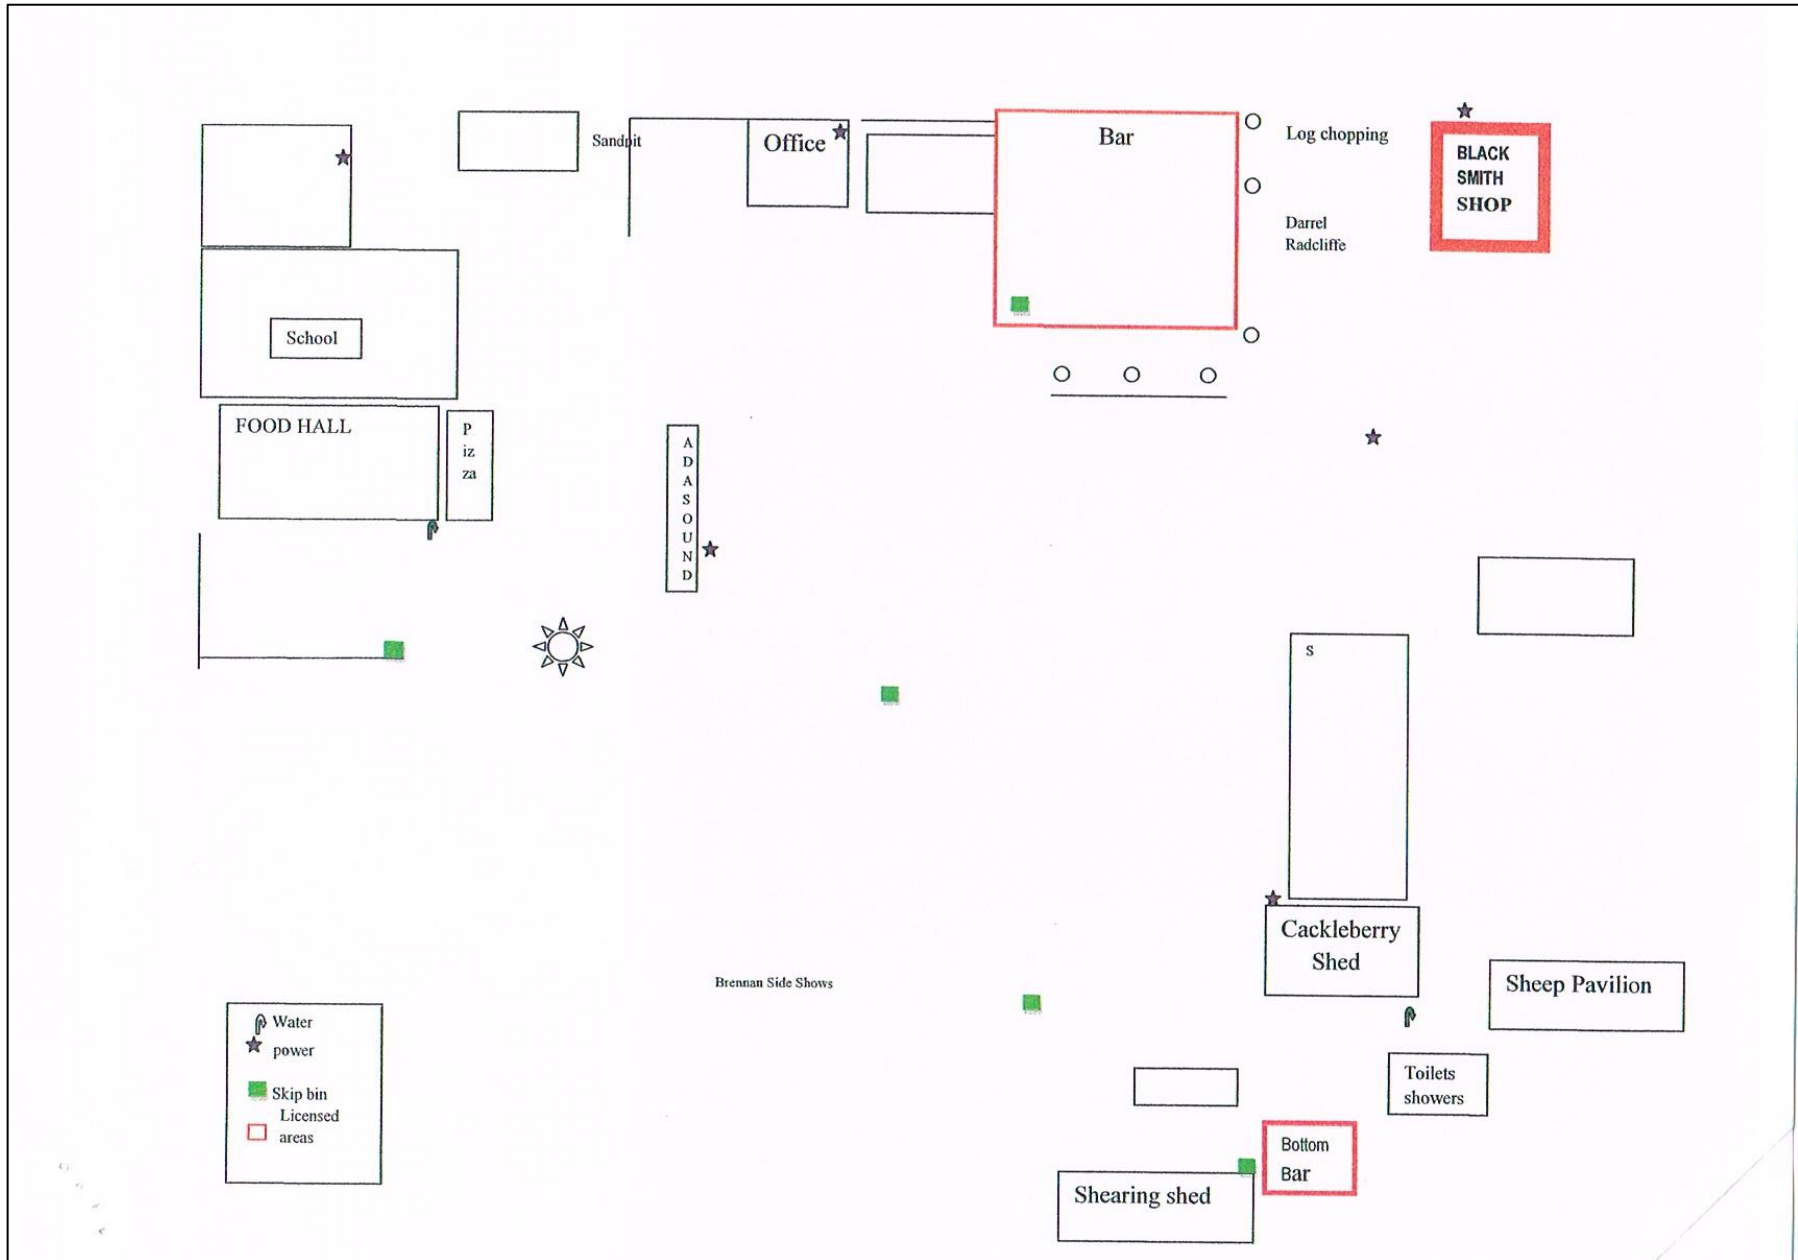 Sandpit
Office
Bar
Log chopping
BLACK
SMITH
SHOP
Darrel
Radcliffe
School
FOOD HALL
P
iz
za
A
D
A
S
O
U
N
D
S
Cackleberry
Shed
Sheep Pavilion
Brennan Side Shows
Water
power
Skip bin
Licensed
areas
Toilets
showers
Bottom
Bar
Shearing shed